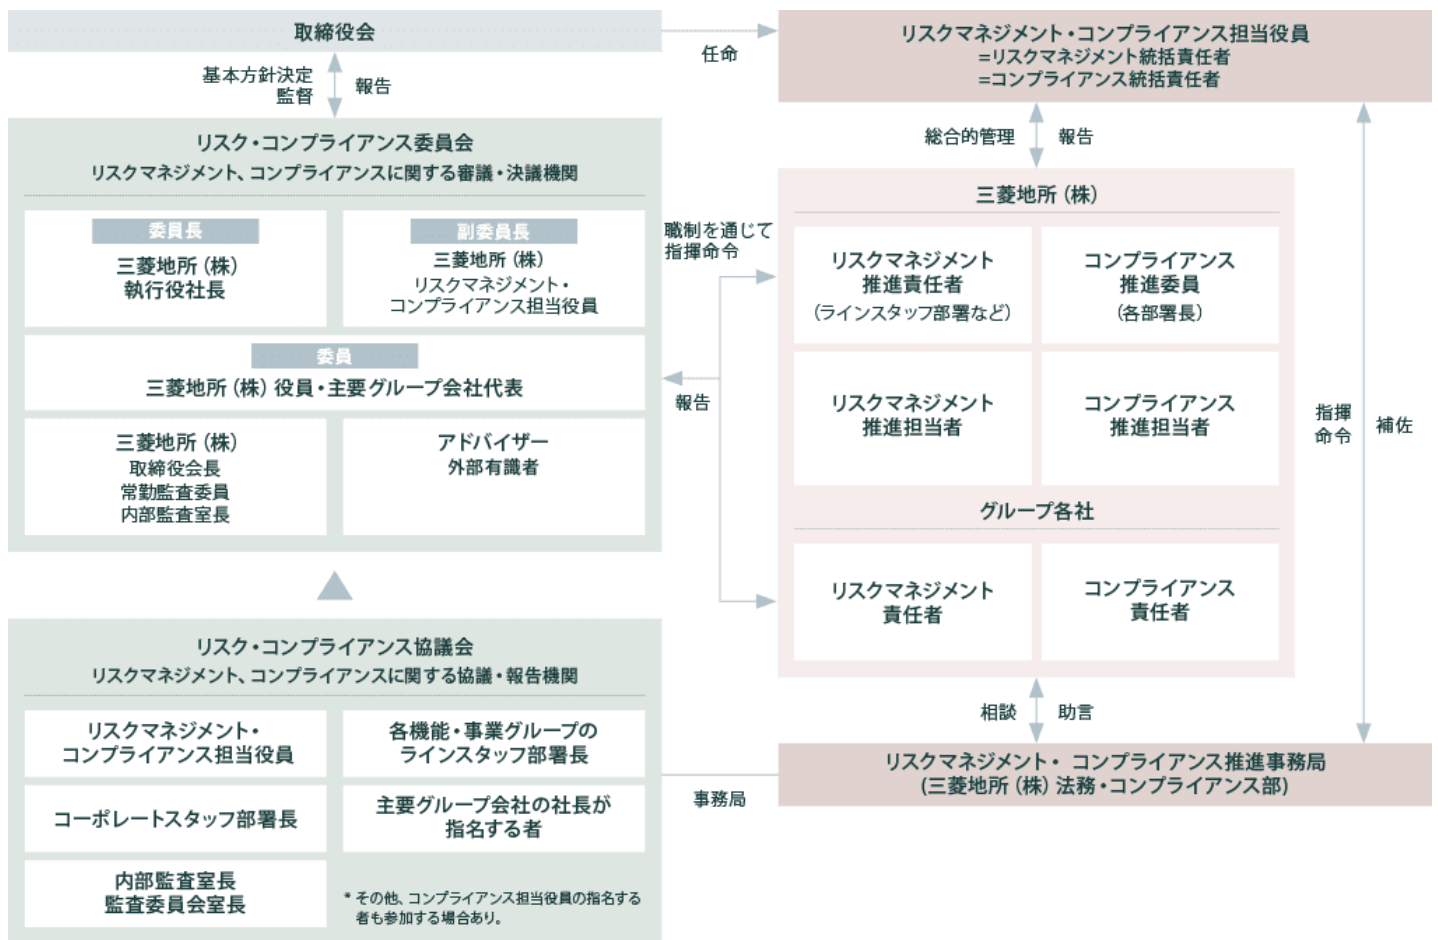 取締役会
基本方針決定
監督
報告
任命
リスクマネジメント・コンプライアンス担当役員
=リスクマネジメント統括責任者
=コンプライアンス統括責任者
リスク・コンプライアンス委員会
リスクマネジメント、コンプライアンスに関する審議・決議機関
委員長
三菱地所（株）
執行役社長
副委員長
三菱地所（株）
リスクマネジメント・
コンプライアンス担当役員
委員
三菱地所（株）役員・主要グループ会社代表
三菱地所（株）
取締役会長
常勤監査委員
内部監査室長
アドバイザー
外部有識者
職制を通じて
指揮命令
報告
総合的管理
報告
三菱地所（株）
リスクマネジメント
推進責任者
（ラインスタッフ部署など）
コンプライアンス
推進委員
（各部署長）
リスクマネジメント
推進担当者
コンプライアンス
推進担当者
グループ各社
リスクマネジメント
責任者
コンプライアンス
責任者
指揮
命令
補佐
相談
助言
リスク・コンプライアンス協議会
リスクマネジメント、コンプライアンスに関する協議・報告機関
リスクマネジメント・
コンプライアンス担当役員
各機能・事業グループの
ラインスタッフ部署長
コーポレートスタッフ部署長
主要グループ会社の社長が
指名する者
内部監査室長
監査委員会室長
* その他、コンプライアンス担当役員の指名する
者も参加する場合あり。
事務局
リスクマネジメント・ コンプライアンス推進事務局
(三菱地所（株）法務・コンプライアンス部)